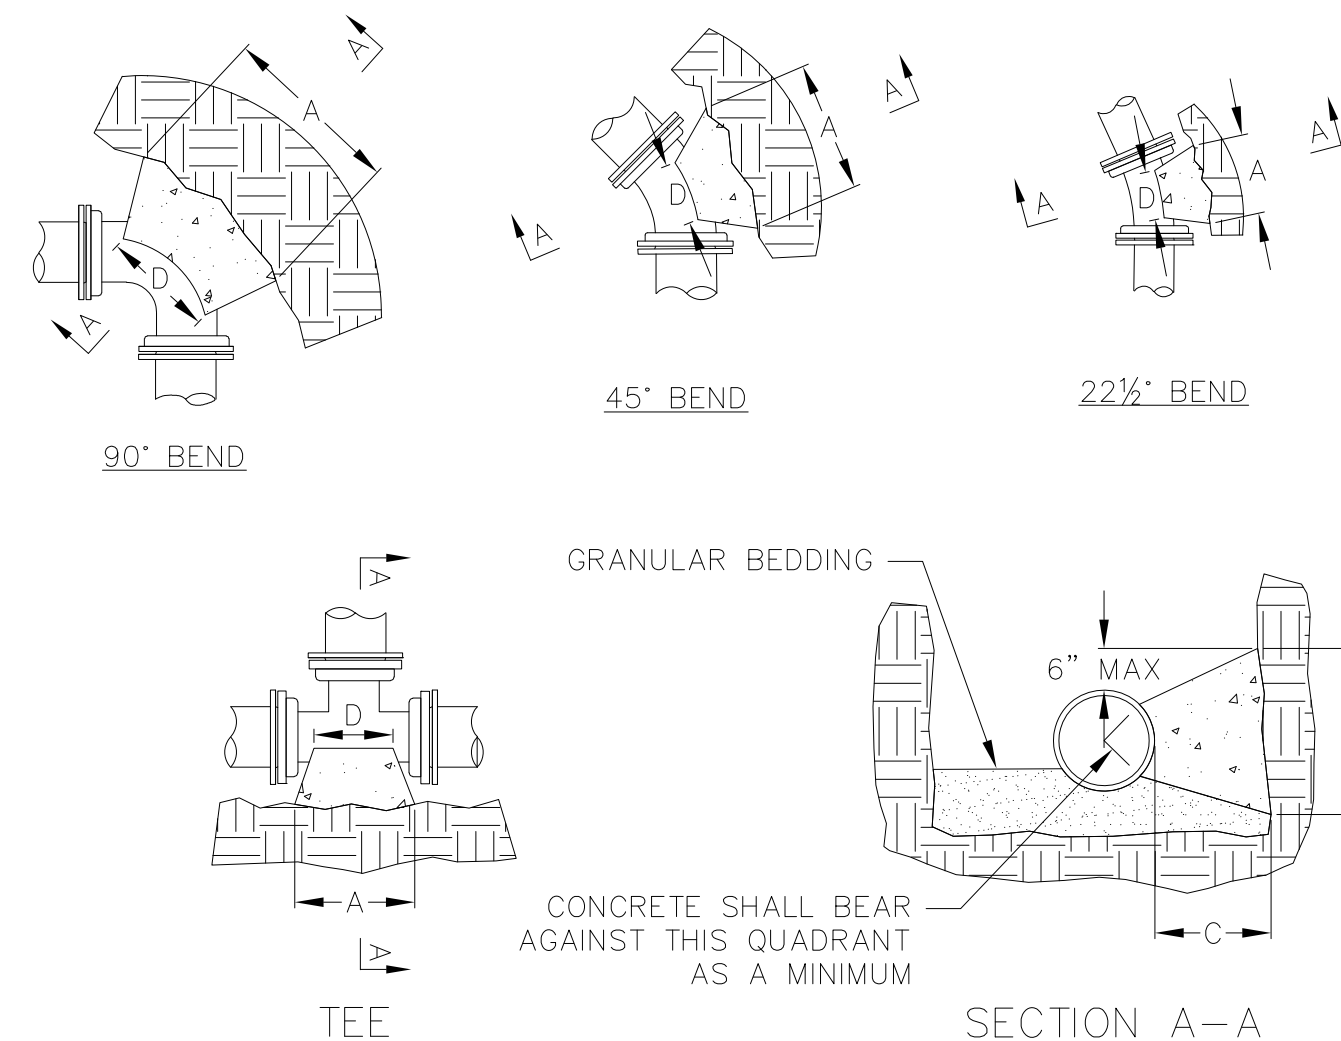 A
A
D
A
90° BEND
A
A
D
A
45° BEND
A
A
D
A
22½° BEND
A
D
A
A
TEE
GRANULAR BEDDING
6” MAX
CONCRETE SHALL BEAR
AGAINST THIS QUADRANT
AS A MINIMUM
C
SECTION A-A